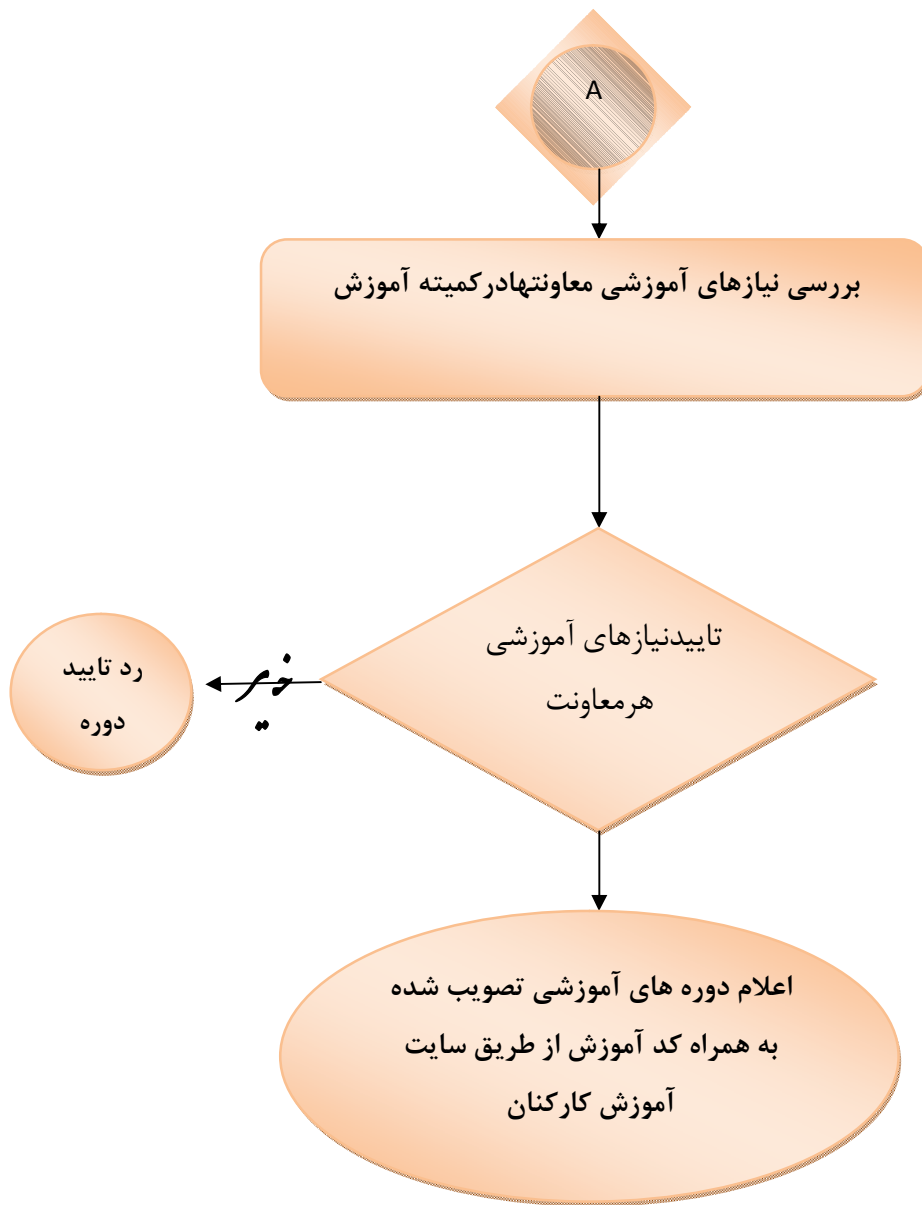 A
بررسی نیازهای آموزشی معاونتهادرکمیته آموزش
تاییدنیازهای آموزشی
هرمعاونت
خیر
رد تایید
دوره
اعلام دوره های آموزشی تصویب شده
به همراه کد آموزش از طریق سایت
آموزش کارکنان